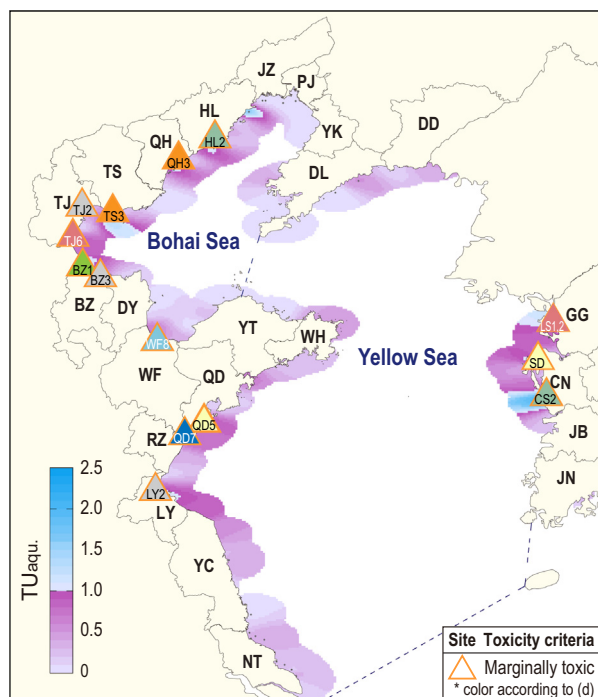 JZ
PJ
HL
YK
DD
QH
HL2
QH3
DL
TS
TJ
TJ2
TS3
TJ6
Bohai Sea
BZ1
BZ3
BZ
DY
YT
GG
LS1,2
WF8
WH
Yellow Sea
SD
WF
QD
CN
CS2
QD5
JB
RZ
QD7
JN
LY2
LY
YC
NT
TUaqu.
2.5
2.0
1.5
1.0
0.5
0
Site Toxicity criteria
Marginally toxic
* color according to (d)